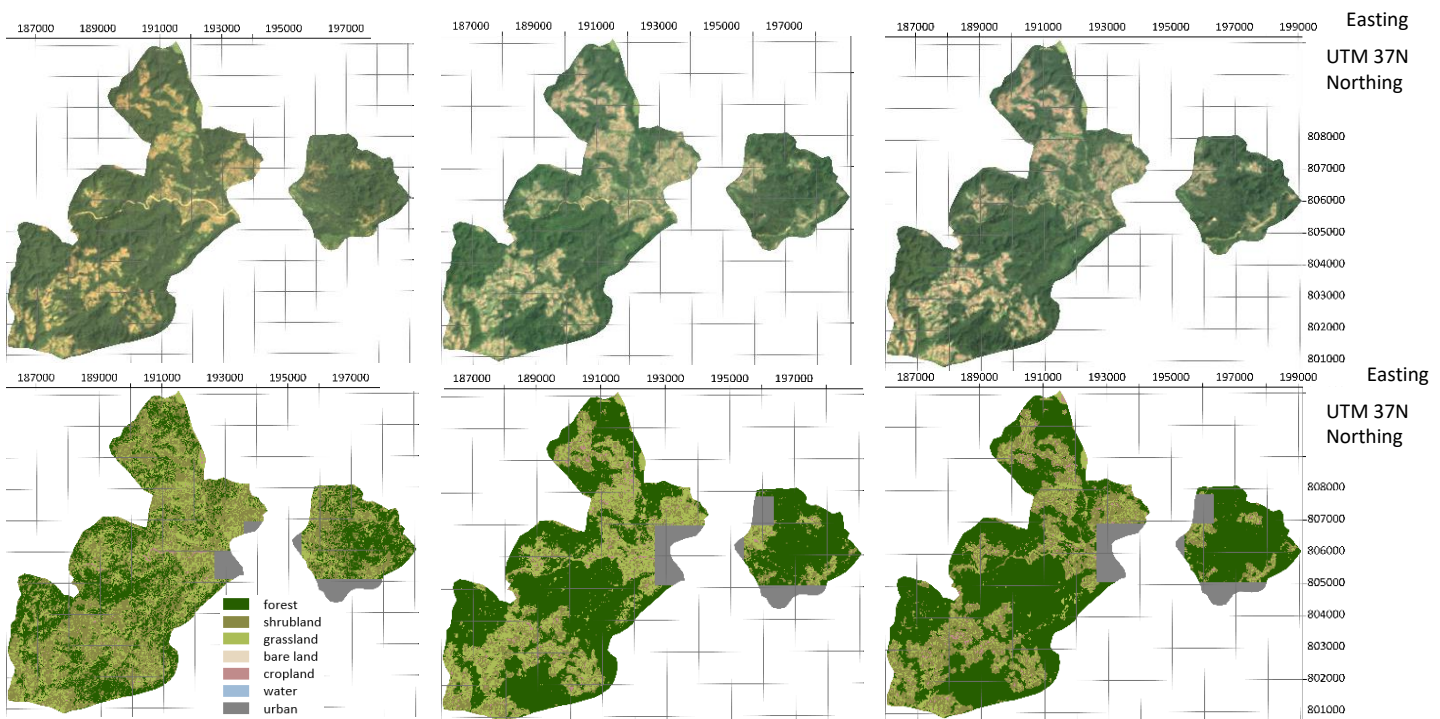 Easting
187000 189000 191000 193000 195000 197000
187000 189000 191000 193000 195000 197000
187000 189000 191000 193000 195000 197000 199000
UTM 37N
Northing
808000
807000
806000
805000
804000
803000
802000
801000
Easting
187000 189000 191000 193000 195000 197000
187000 189000 191000 193000 195000 197000
187000 189000 191000 193000 195000 197000 199000
UTM 37N
Northing
808000
807000
806000
805000
804000
803000
802000
801000
forest
shrubland
grassland
bare land
cropland
water
urban